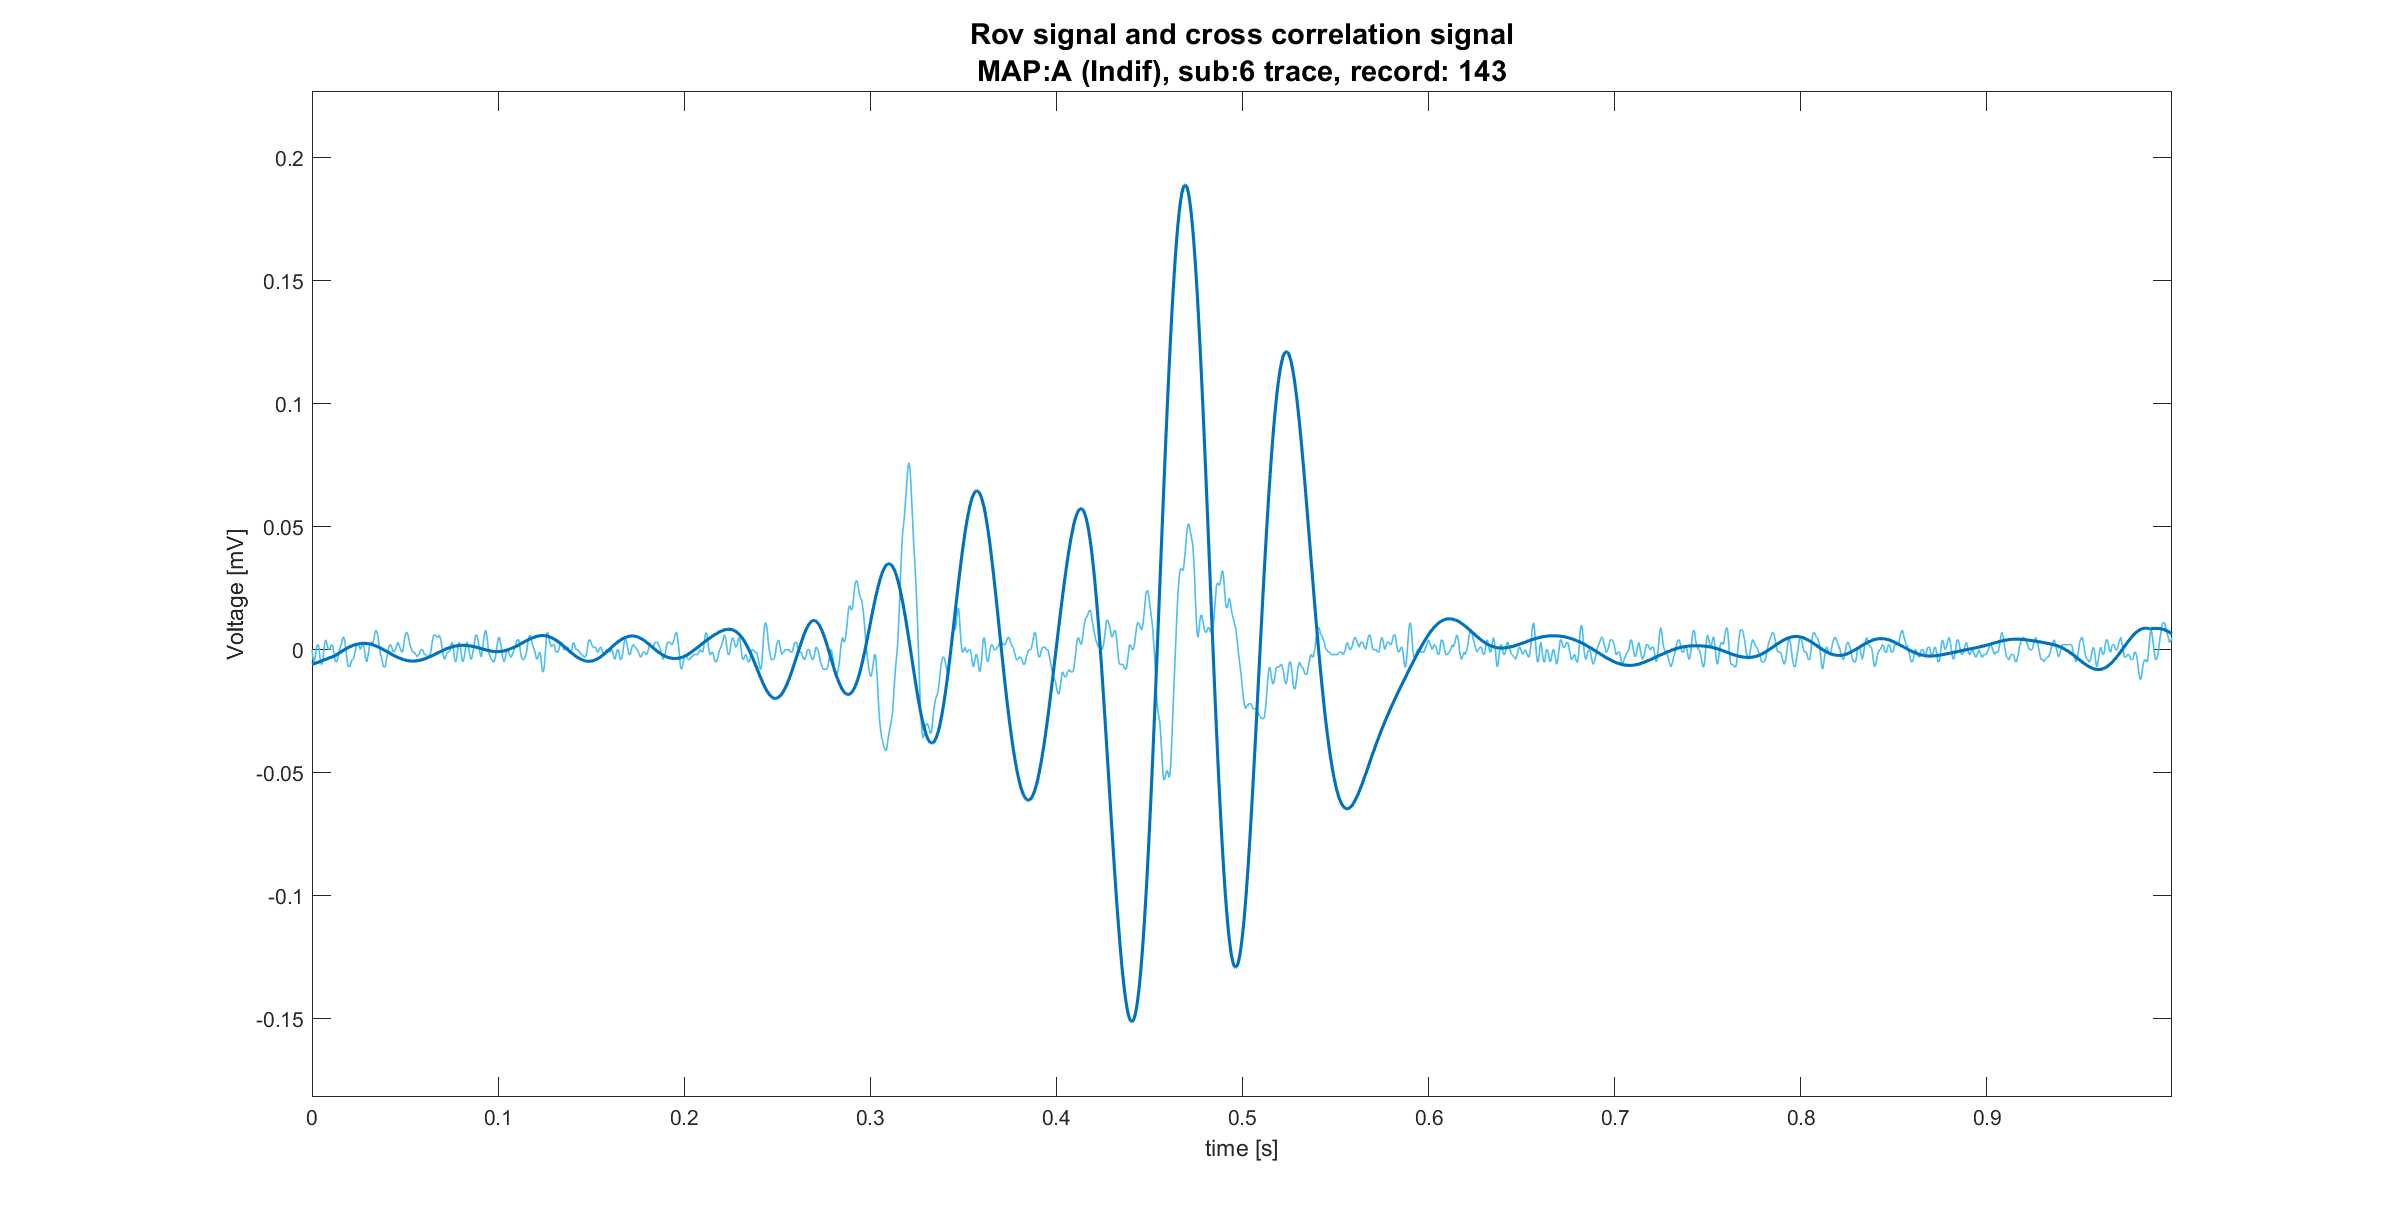 Rov signal and cross correlation signal
MAP:A (Indif), sub:6 trace, record: 143
Voltage [mV]
0.2
0.15
0.1
0.05
0
-0.05
-0.1
-0.15
0 0.1 0.2 0.3 0.4 0.5 0.6 0.7 0.8 0.9
time [s]